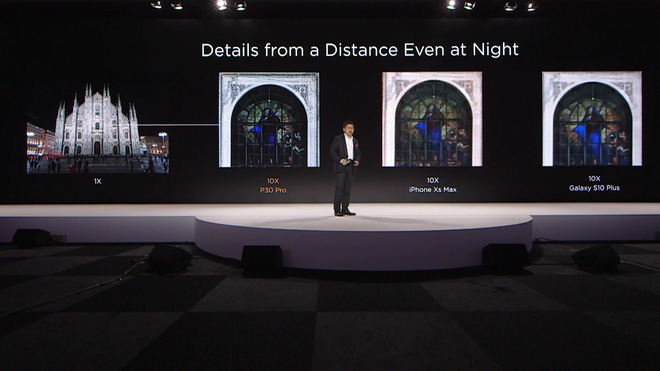 Details from a Distance Even at Night
1X
10X
P30 Pro
10X
iPhone Xs Max
10X
Galaxy S10 Plus